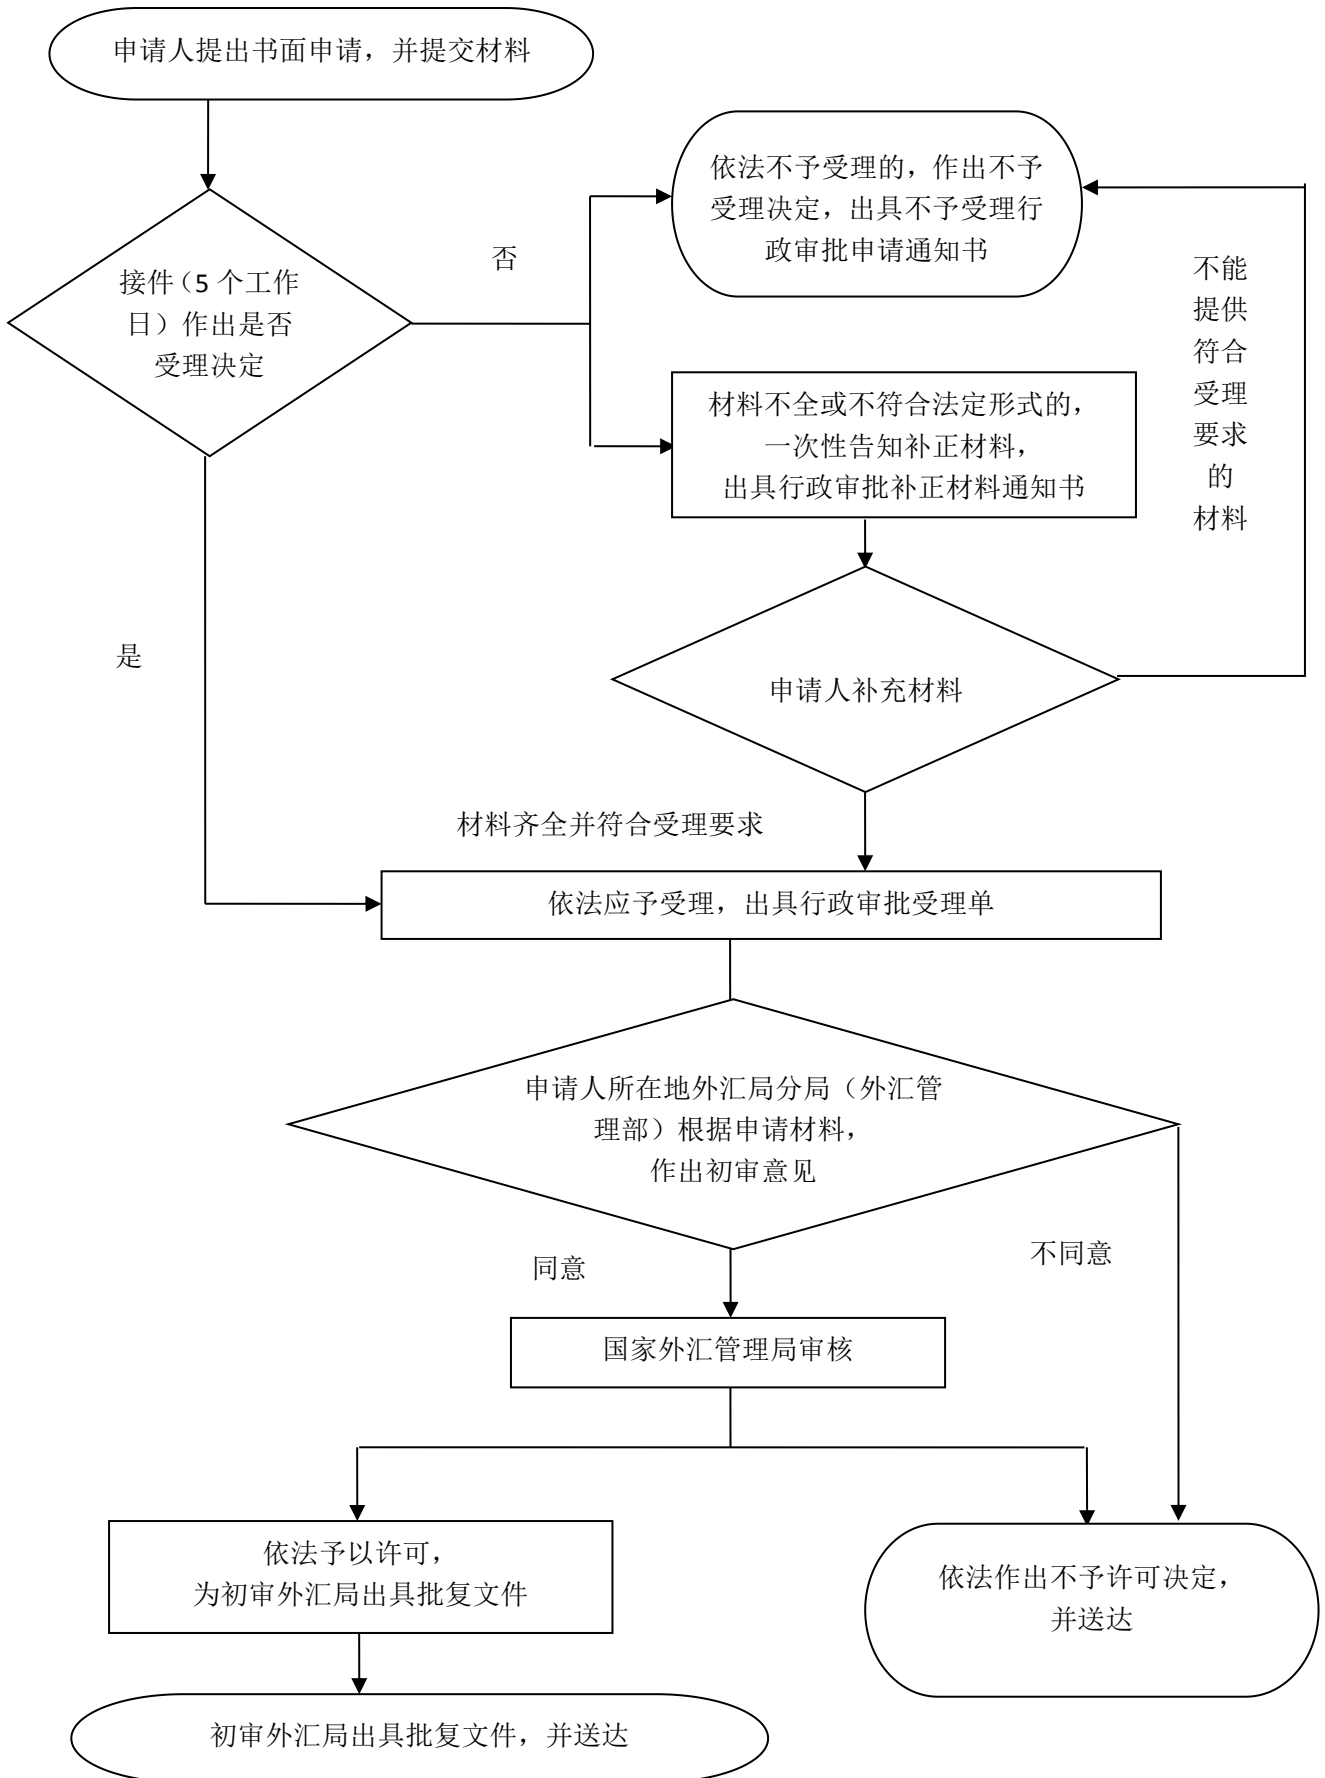 申请人提出书面申请，并提交材料
依法不予受理的，作出不予
受理决定，出具不予受理行
政审批申请通知书
否
接件（5 个工作
日）作出是否
受理决定
不能
提供
符合
受理
要求
的
材料
材料不全或不符合法定形式的，
一次性告知补正材料，
出具行政审批补正材料通知书
是
申请人补充材料
材料齐全并符合受理要求
依法应予受理，出具行政审批受理单
申请人所在地外汇局分局（外汇管
理部）根据申请材料，
作出初审意见
同意
不同意
国家外汇管理局审核
依法予以许可，
为初审外汇局出具批复文件
依法作出不予许可决定，
并送达
初审外汇局出具批复文件，并送达